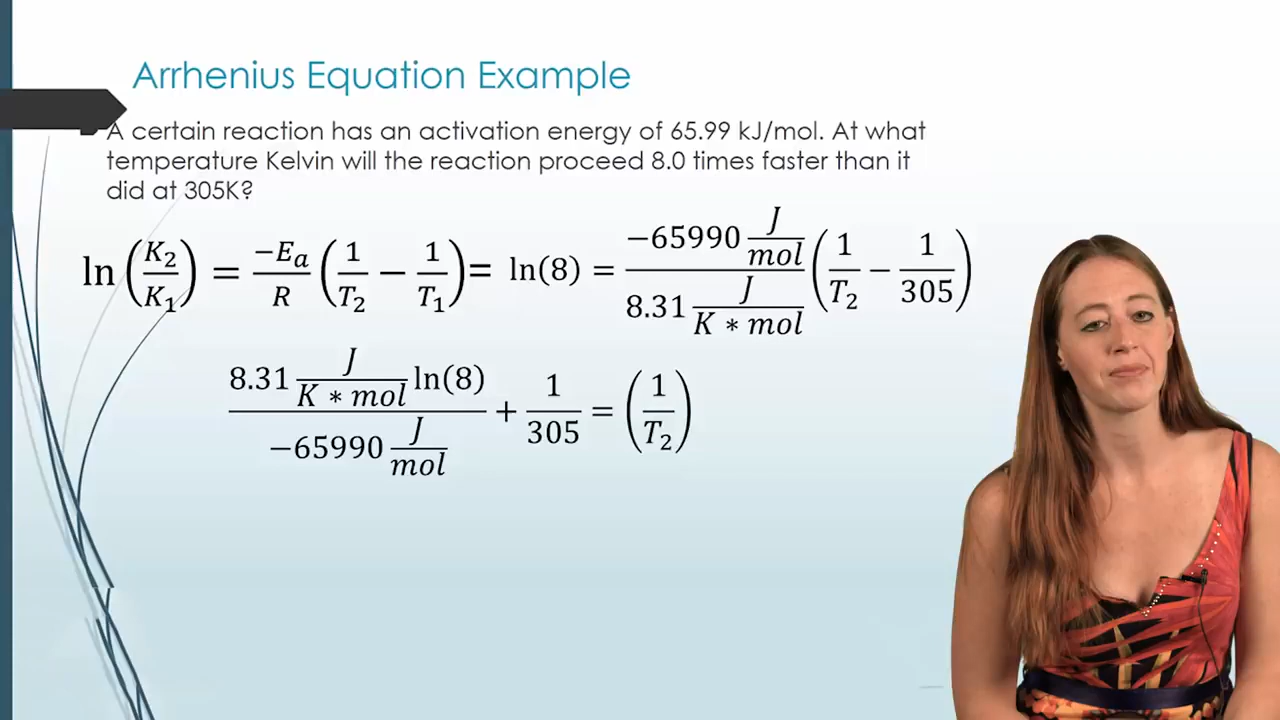 Arrhenius Equation Example
A certain reaction has an activation energy of 65.99 kJ/mol. At what
temperature Kelvin will the reaction proceed 8.0 times faster than it
did at 305K?
ln(K₂/K₁) = -Eₐ/R (1/T₂ − 1/T₁)= ln(8) = (−65990 J/mol)/(8.31 J/(K ∗ mol)) (1/T₂ − 1/305)
(8.31 J/(K ∗ mol) ln(8))/(−65990 J/mol) + 1/305 = (1/T₂)